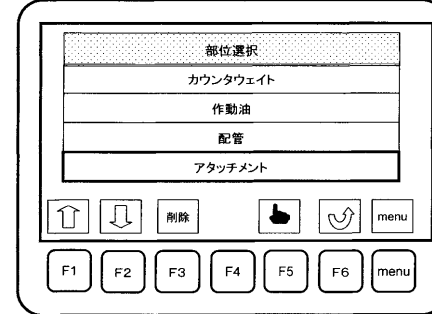 部位選択
カウンタウェイト
作動油
配管
アタッチメント
削除 menu
F1 F2 F3 F4 F5 F6 menu